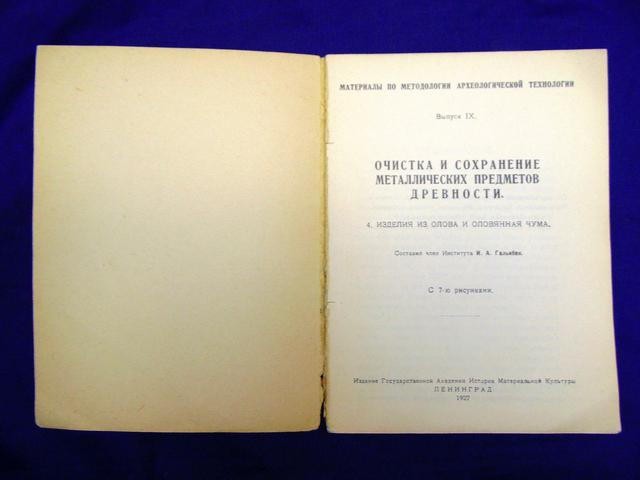 МАТЕРИАЛЫ ПО МЕТОДОЛОГИИ АРХЕОЛОГИЧЕСКОЙ ТЕХНОЛОГИИ
Выпуск IX.
ОЧИСТКА И СОХРАНЕНИЕ
МЕТАЛЛИЧЕСКИХ ПРЕДМЕТОВ
ДРЕВНОСТИ.
4. ИЗДЕЛИЯ ИЗ ОЛОВА И ОЛОВЯННАЯ ЧУМА.
Составил член Института И. А. Гальнбек.
С 7-ю рисунками.
Издание Государственной Академии Истории Материальной Культуры
ЛЕНИНГРАД
1927